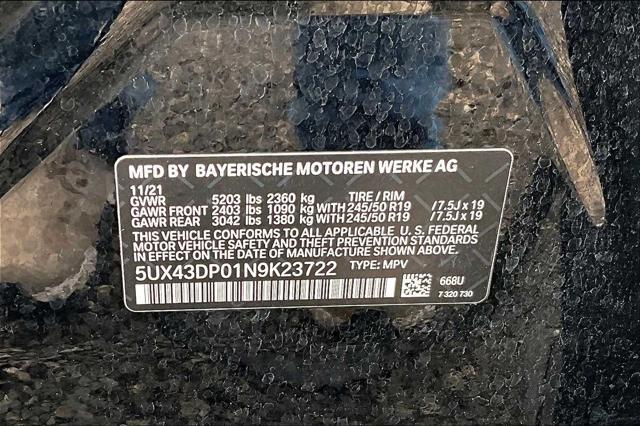 MFD BY BAYERISCHE MOTOREN WERKE AG
11/21
GVWR 5203 lbs 2360 kg TIRE / RIM
GAWR FRONT 2403 lbs 1090 kg WITH 245/50 R19 /7.5J x 19
GAWR REAR 3042 lbs 1380 kg WITH 245/50 R19 /7.5J x 19
THIS VEHICLE CONFORMS TO ALL APPLICABLE U. S. FEDERAL
MOTOR VEHICLE SAFETY AND THEFT PREVENTION STANDARDS
IN EFFECT ON THE DATE OF MANUFACTURE SHOWN ABOVE.
5UX43DP01N9K23722 TYPE: MPV
668U
7 320 730